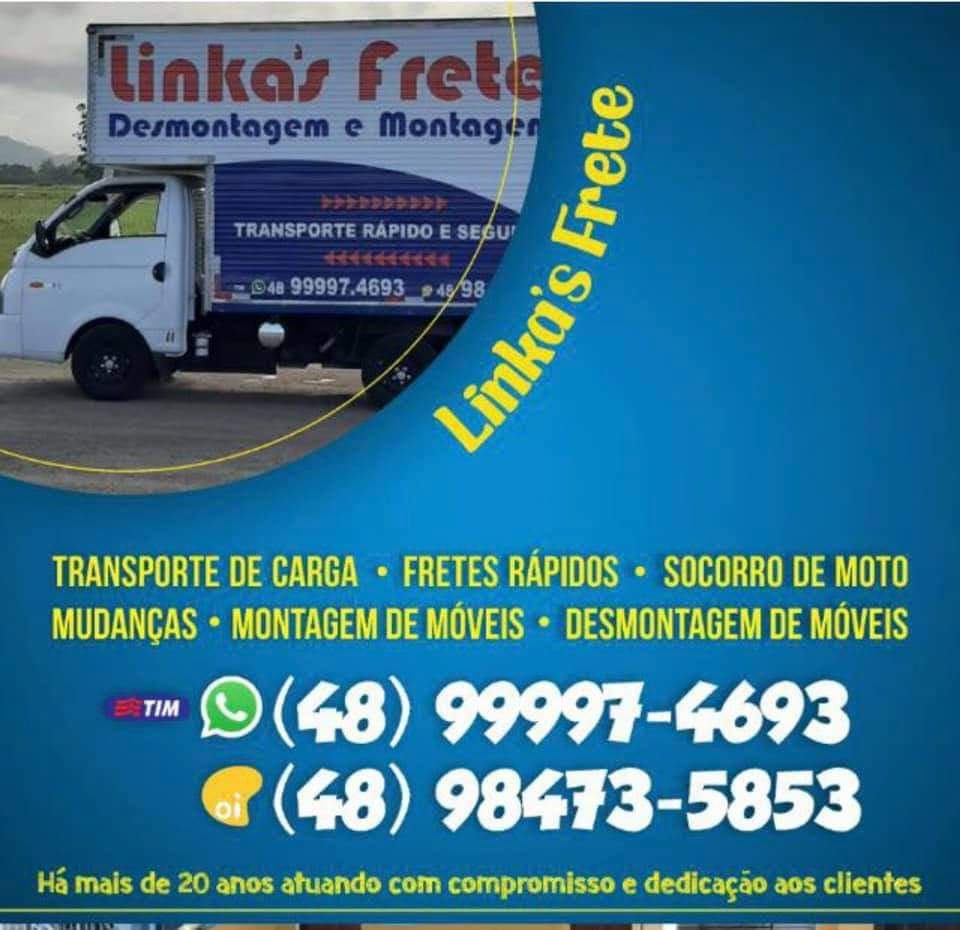 Linka's Frete
Desmontagem e Montagem
TRANSPORTE RÁPIDO E SEGU
48 99997.4693 48 98
Linka's Frete
TRANSPORTE DE CARGA • FRETES RÁPIDOS • SOCORRO DE MOTO
MUDANÇAS • MONTAGEM DE MÓVEIS • DESMONTAGEM DE MÓVEIS
TIM (48) 99997-4693
oi (48) 98473-5853
Há mais de 20 anos atuando com compromisso e dedicação aos clientes